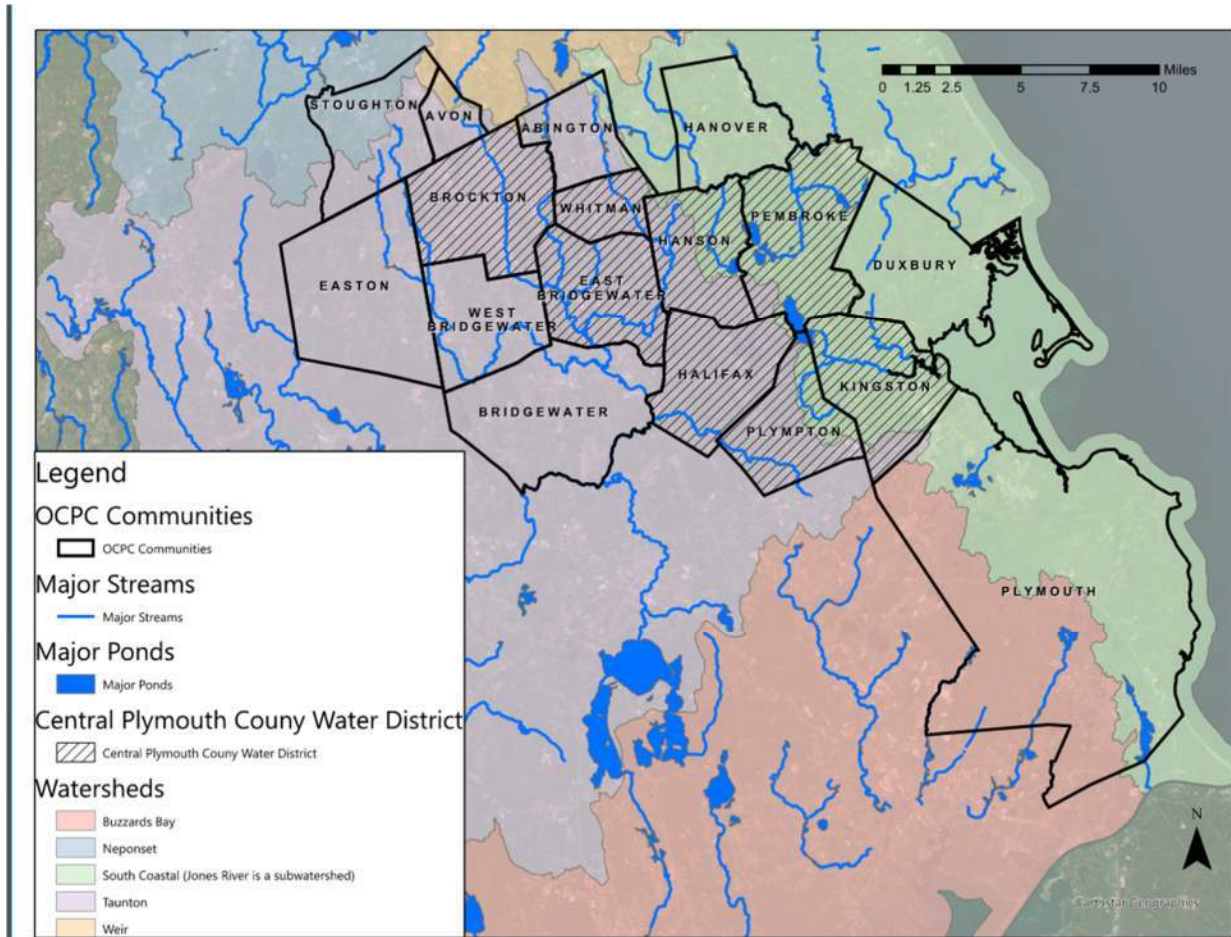 Miles
0 1.25 2.5 5 7.5 10
STOUGHTON
AVON
ABINGTON
HANOVER
BROCKTON
WHITMAN
HANSON
PEMBROKE
EASTON
WEST
BRIDGEWATER
EAST
BRIDGEWATER
DUXBURY
HALIFAX
KINGSTON
BRIDGEWATER
PLYMPTON
PLYMOUTH
Legend
OCPC Communities
OCPC Communities
Major Streams
Major Streams
Major Ponds
Major Ponds
Central Plymouth Couny Water District
Central Plymouth Couny Water District
Watersheds
Buzzards Bay
Neponset
South Coastal (Jones River is a subwatershed)
Taunton
Weir
N
Earthstar Geographics